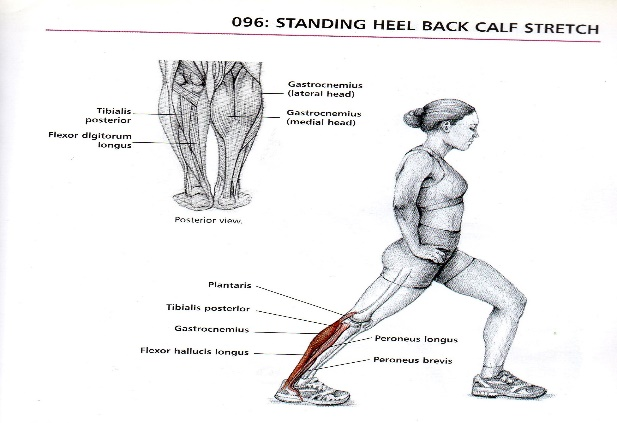 096: STANDING HEEL BACK CALF STRETCH
Gastrocnemius
(lateral head)
Gastrocnemius
(medial head)
Tibialis
posterior
Flexor digitorum
longus
Posterior view.
Plantaris
Tibialis posterior
Gastrocnemius
Flexor hallucis longus
Peroneus longus
Peroneus brevis